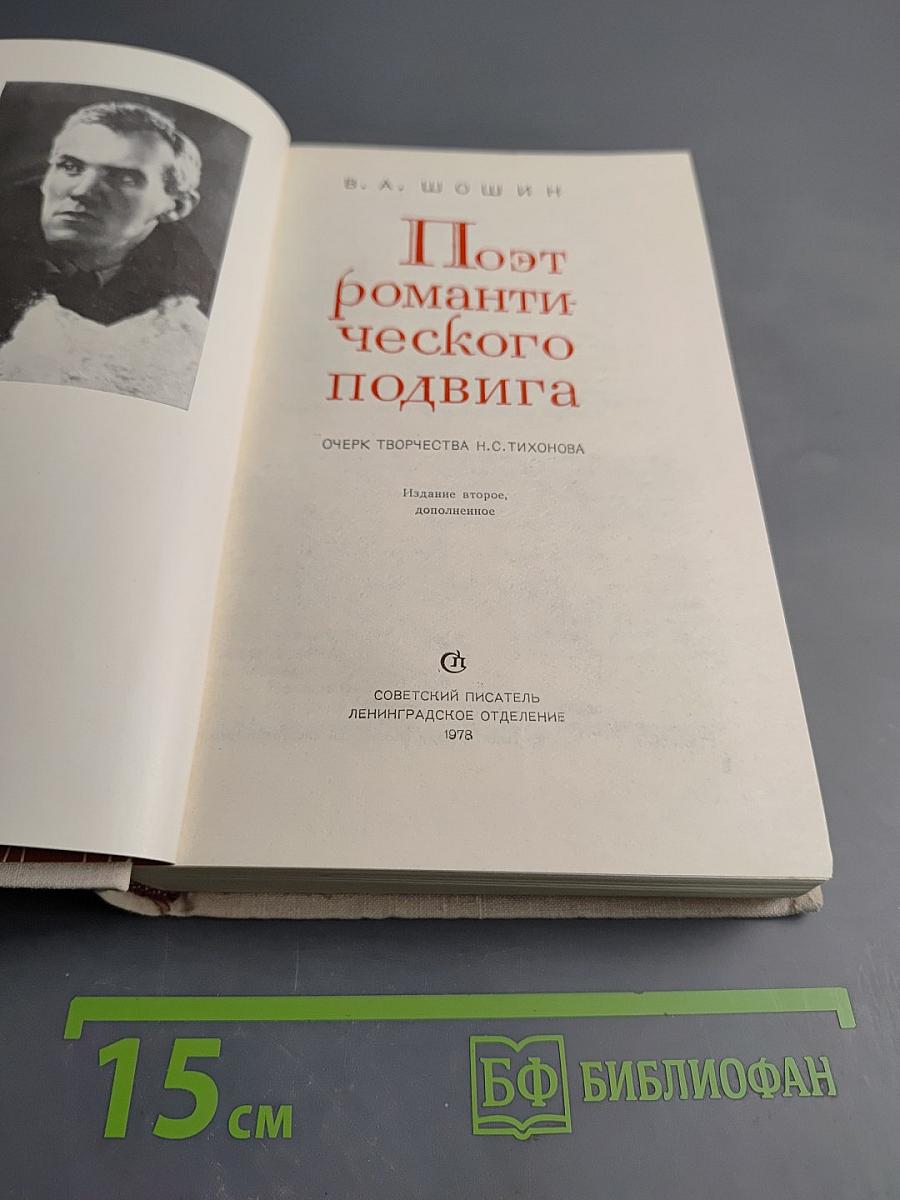 В. А. ШОШИН
Поэт
романти-
ческого
подвига
ОЧЕРК ТВОРЧЕСТВА Н.С.ТИХОНОВА
Издание второе,
дополненное
СП
СОВЕТСКИЙ ПИСАТЕЛЬ
ЛЕНИНГРАДСКОЕ ОТДЕЛЕНИЕ
1978
15 см
БФ БИБЛИОФАН